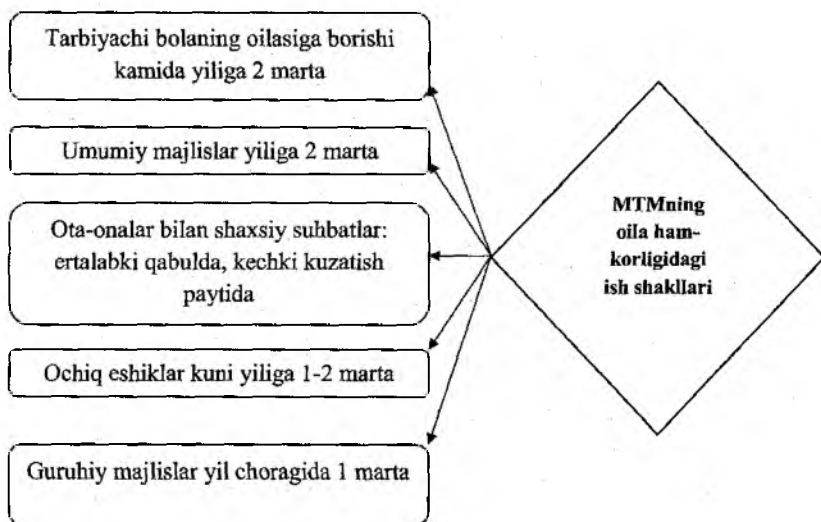 Tarbiyachi bolaning oilasiga borishi
kamida yiliga 2 marta
Umumiy majlislar yiliga 2 marta
Ota-onalar bilan shaxsiy suhbatlar:
ertalabki qabulda, kechki kuzatish
paytida
Ochiq eshiklar kuni yiliga 1-2 marta
Guruhiy majlislar yil choragida 1 marta
MTMning
oila ham-
korligidagi
ish shakllari